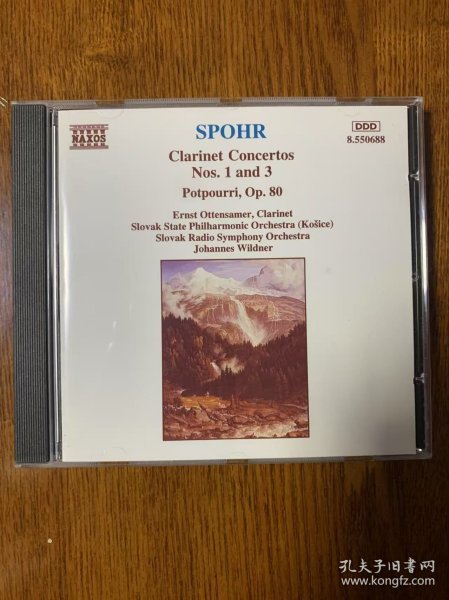 NAXOS
SPOHR
DDD
8.550688
Clarinet Concertos
Nos. 1 and 3
Potpourri, Op. 80
Ernst Ottensamer, Clarinet
Slovak State Philharmonic Orchestra (Košice)
Slovak Radio Symphony Orchestra
Johannes Wildner
孔夫子旧书网
www.kongfz.com